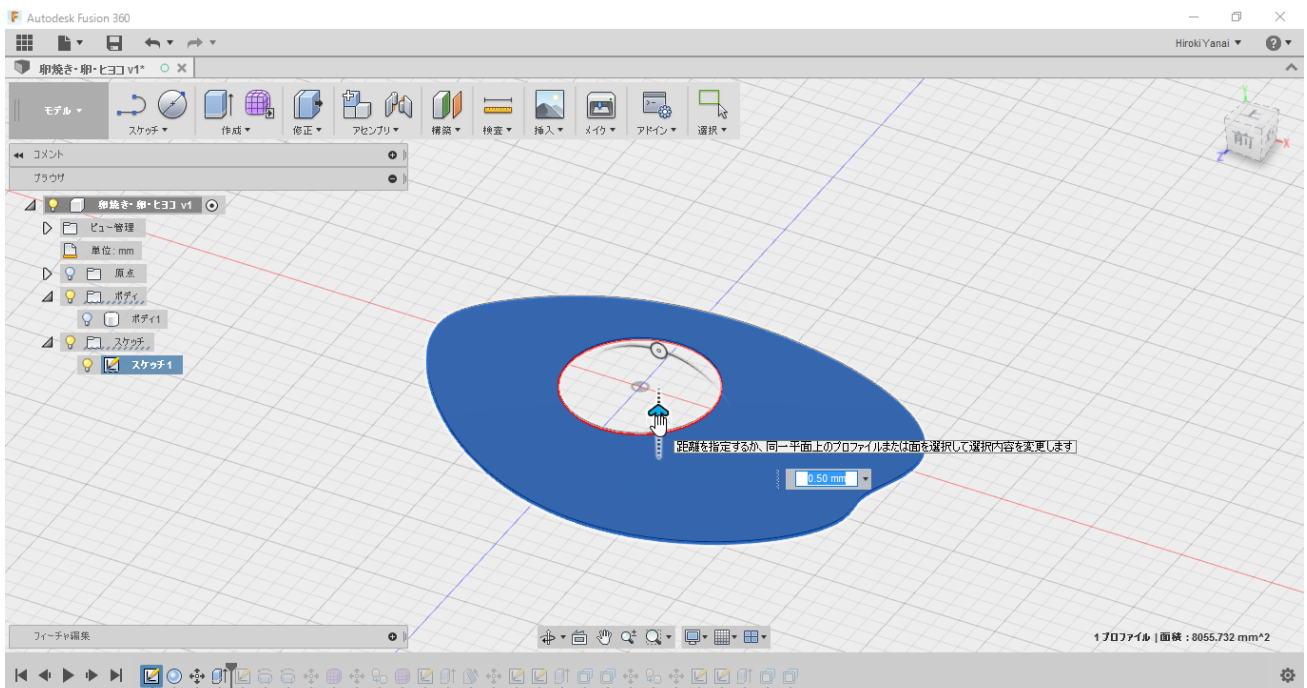 Autodesk Fusion 360
Hiroki Yanai
卵焼き・卵・ヒヨコ v1*
モデル
スケッチ 作成 修正 アセンブリ 構築 検査 挿入 メイク アドイン 選択
コメント
ブラウザ
卵焼き・卵・ヒヨコ v1
ビュー管理
単位: mm
原点
ボディ
ボディ1
スケッチ
スケッチ1
前
Y
X
Z
距離を指定するか、同一平面上のプロファイルまたは面を選択して選択内容を変更します
0.50 mm
フィーチャ編集
1 プロファイル | 面積 : 8055.732 mm^2